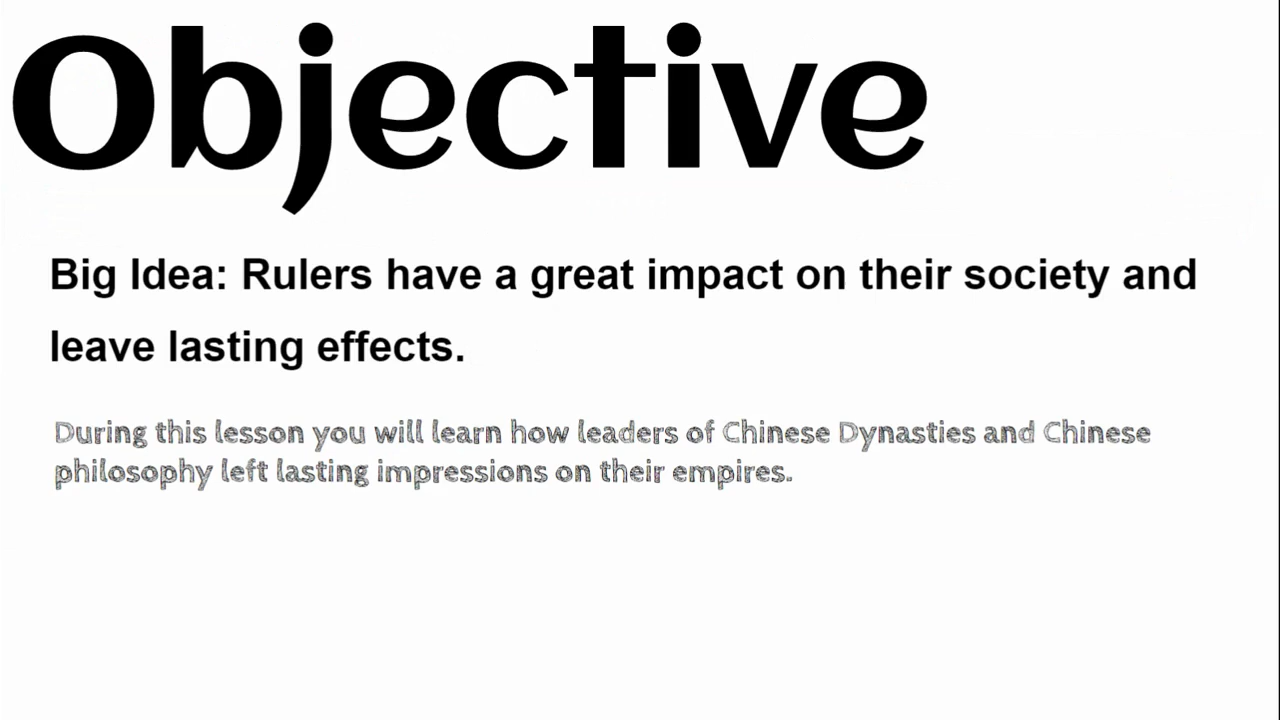 Objective
Big Idea: Rulers have a great impact on their society and
leave lasting effects.
During this lesson you will learn how leaders of Chinese Dynasties and Chinese
philosophy left lasting impressions on their empires.